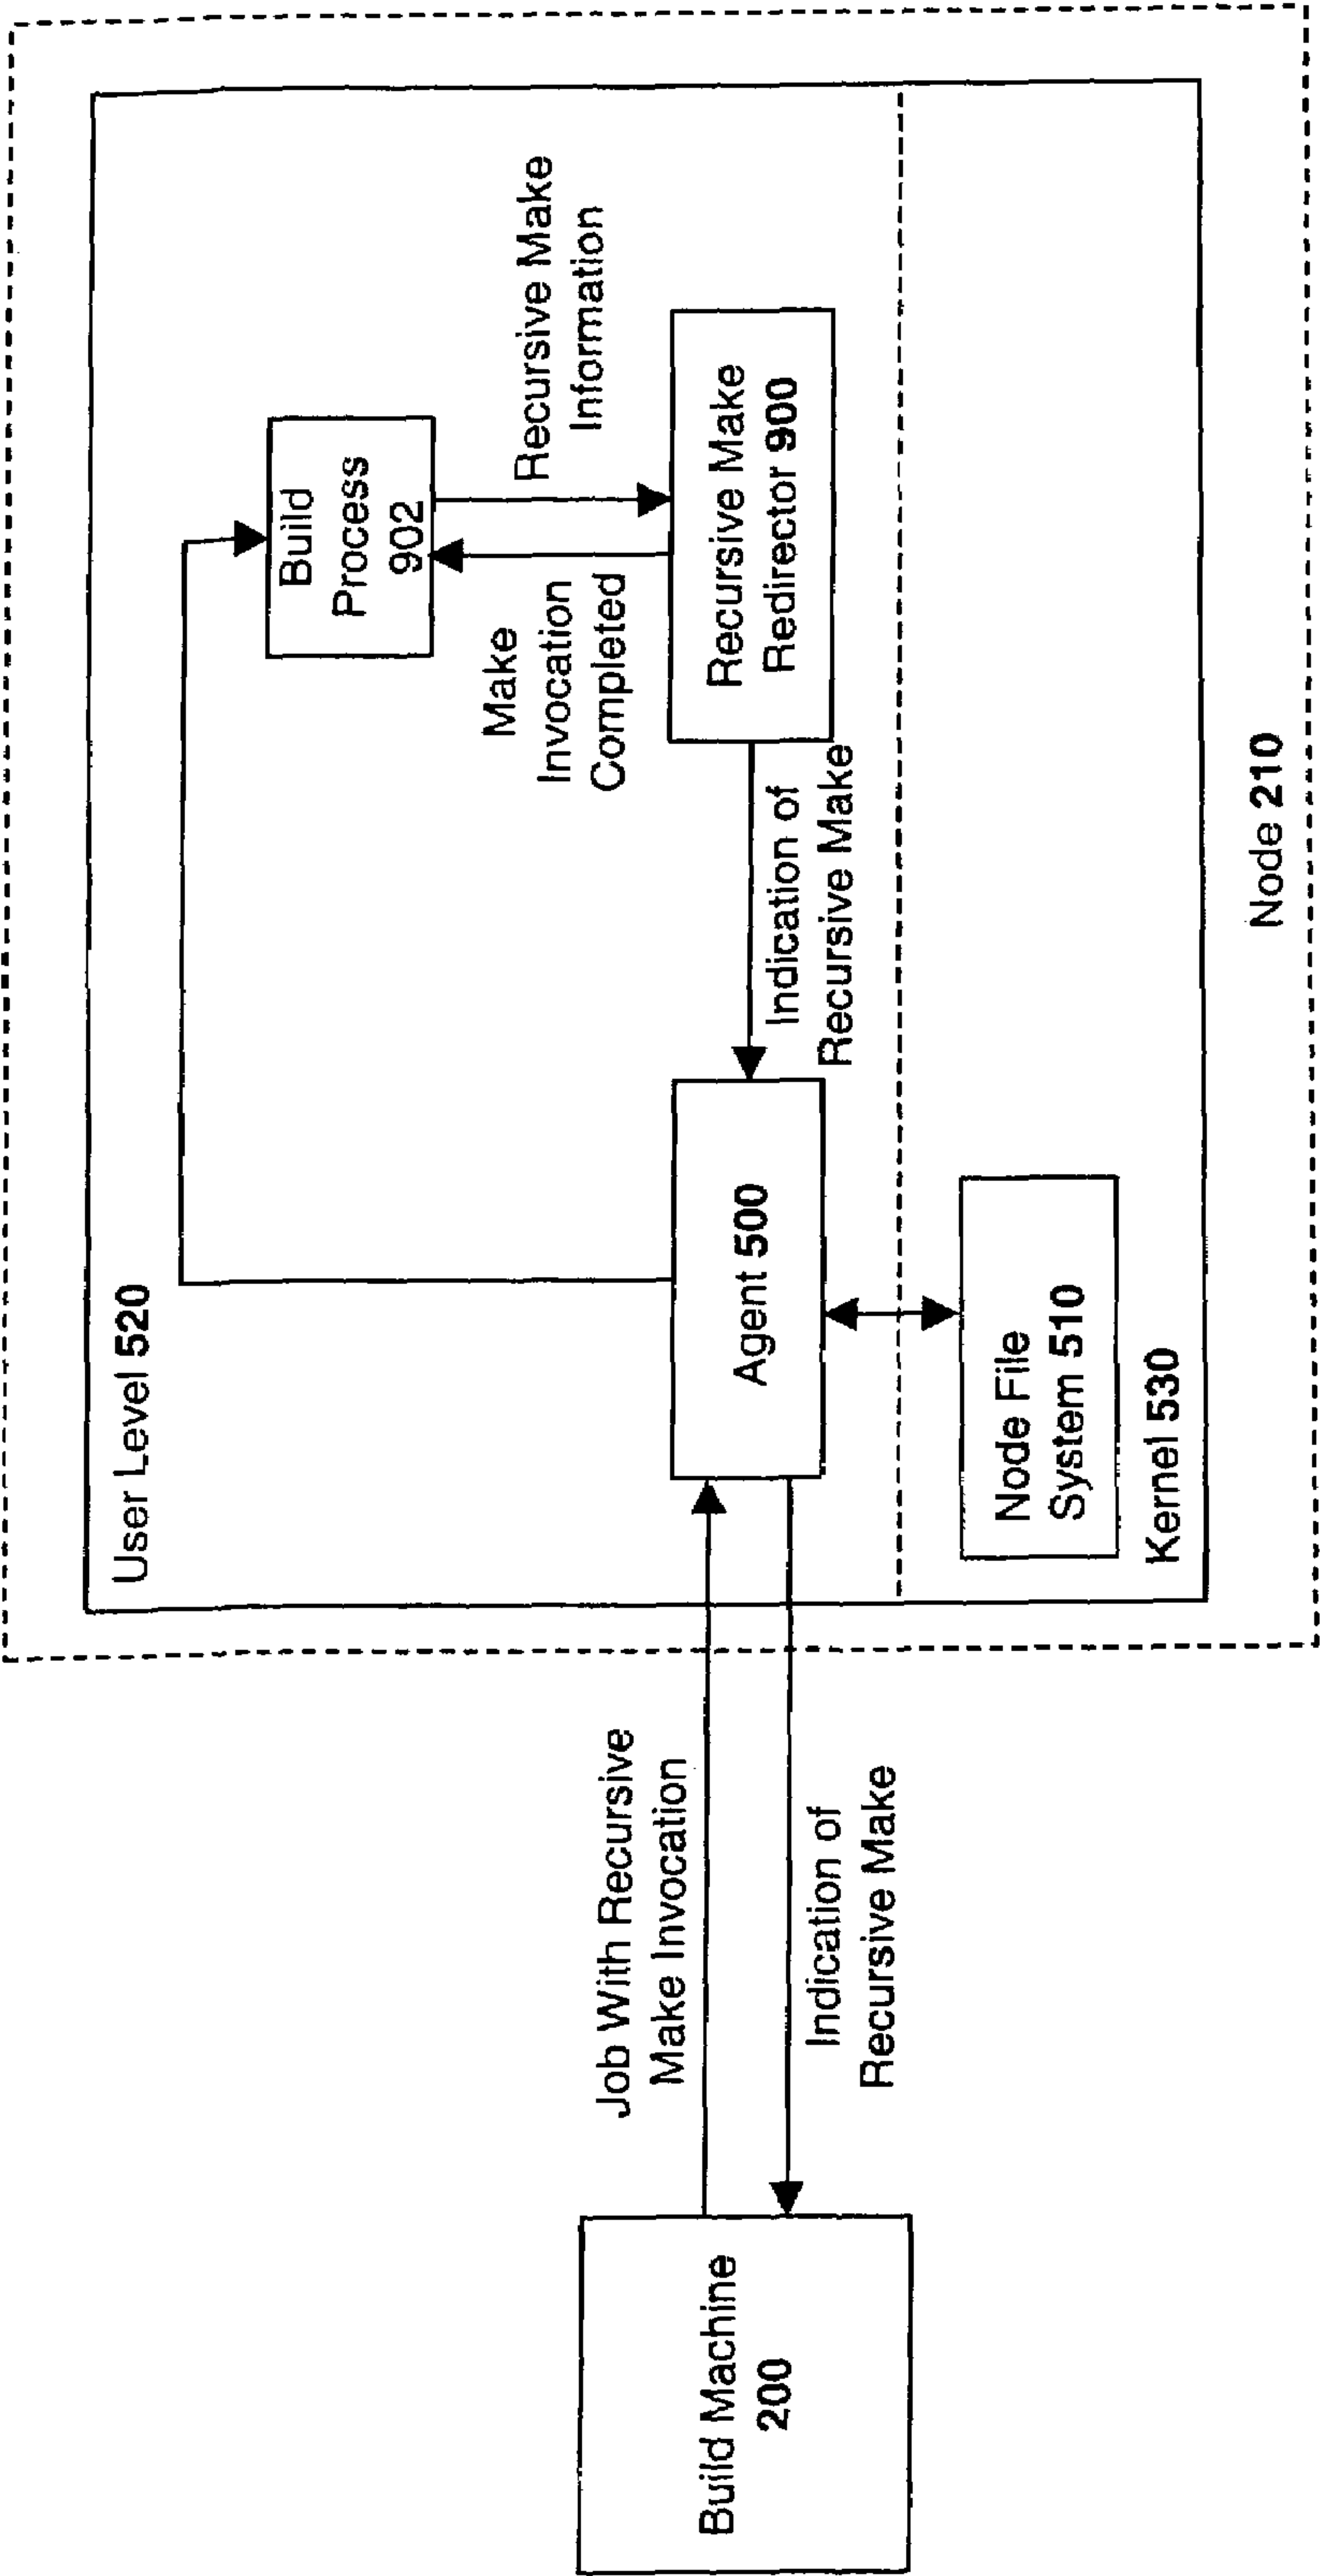 User Level 520
Build
Process
902
Recursive Make
Information
Make
Invocation
Completed
Job With Recursive
Make Invocation
Build Machine
200
Agent 500
Recursive Make
Redirector 900
Indication of
Recursive Make
Indication of
Recursive Make
Node File
System 510
Kernel 530
Node 210